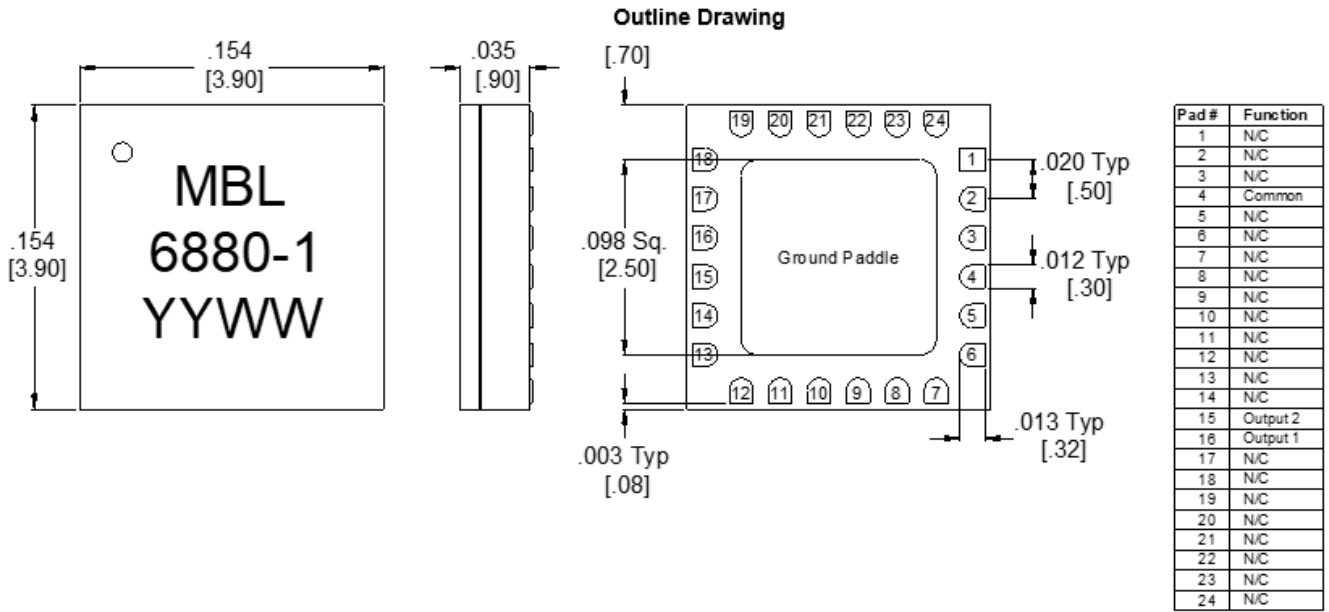 Outline Drawing
.154
[3.90]
.035
[.90]
[.70]
.154
[3.90]
MBL
6880-1
YYWW
19 20 21 22 23 24
18
17
16
15
14
13
1
2
3
4
5
6
12 11 10 9 8 7
.098 Sq.
[2.50]
Ground Paddle
.020 Typ
[.50]
.012 Typ
[.30]
.013 Typ
[.32]
.003 Typ
[.08]
Pad # Function
1 N/C
2 N/C
3 N/C
4 Common
5 N/C
6 N/C
7 N/C
8 N/C
9 N/C
10 N/C
11 N/C
12 N/C
13 N/C
14 N/C
15 Output 2
16 Output 1
17 N/C
18 N/C
19 N/C
20 N/C
21 N/C
22 N/C
23 N/C
24 N/C